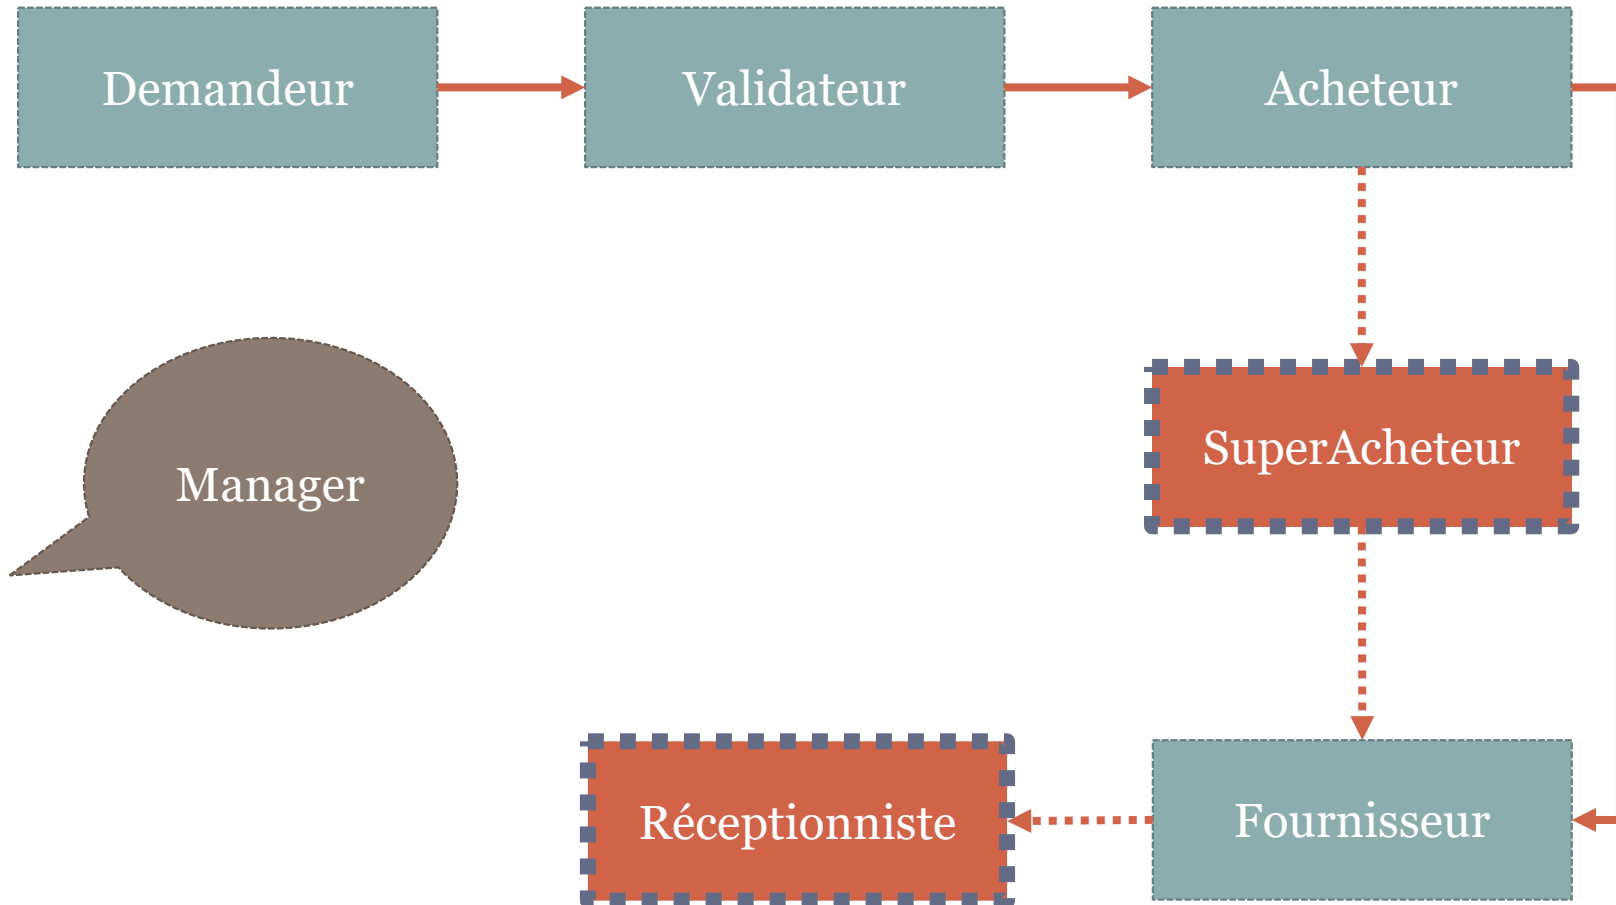 Demandeur
Validateur
Acheteur
SuperAcheteur
Manager
Réceptionniste
Fournisseur